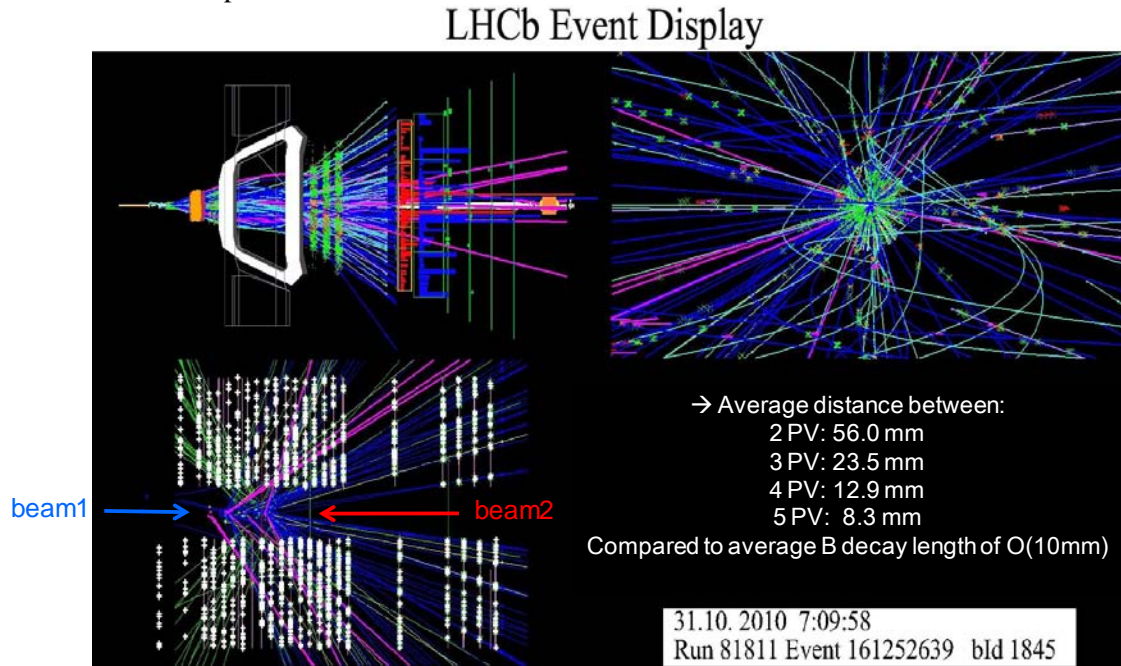 LHCb Event Display
→ Average distance between:
2 PV: 56.0 mm
3 PV: 23.5 mm
4 PV: 12.9 mm
5 PV: 8.3 mm
Compared to average B decay length of O(10mm)
beam1
beam2
31.10. 2010 7:09:58
Run 81811 Event 161252639 bId 1845